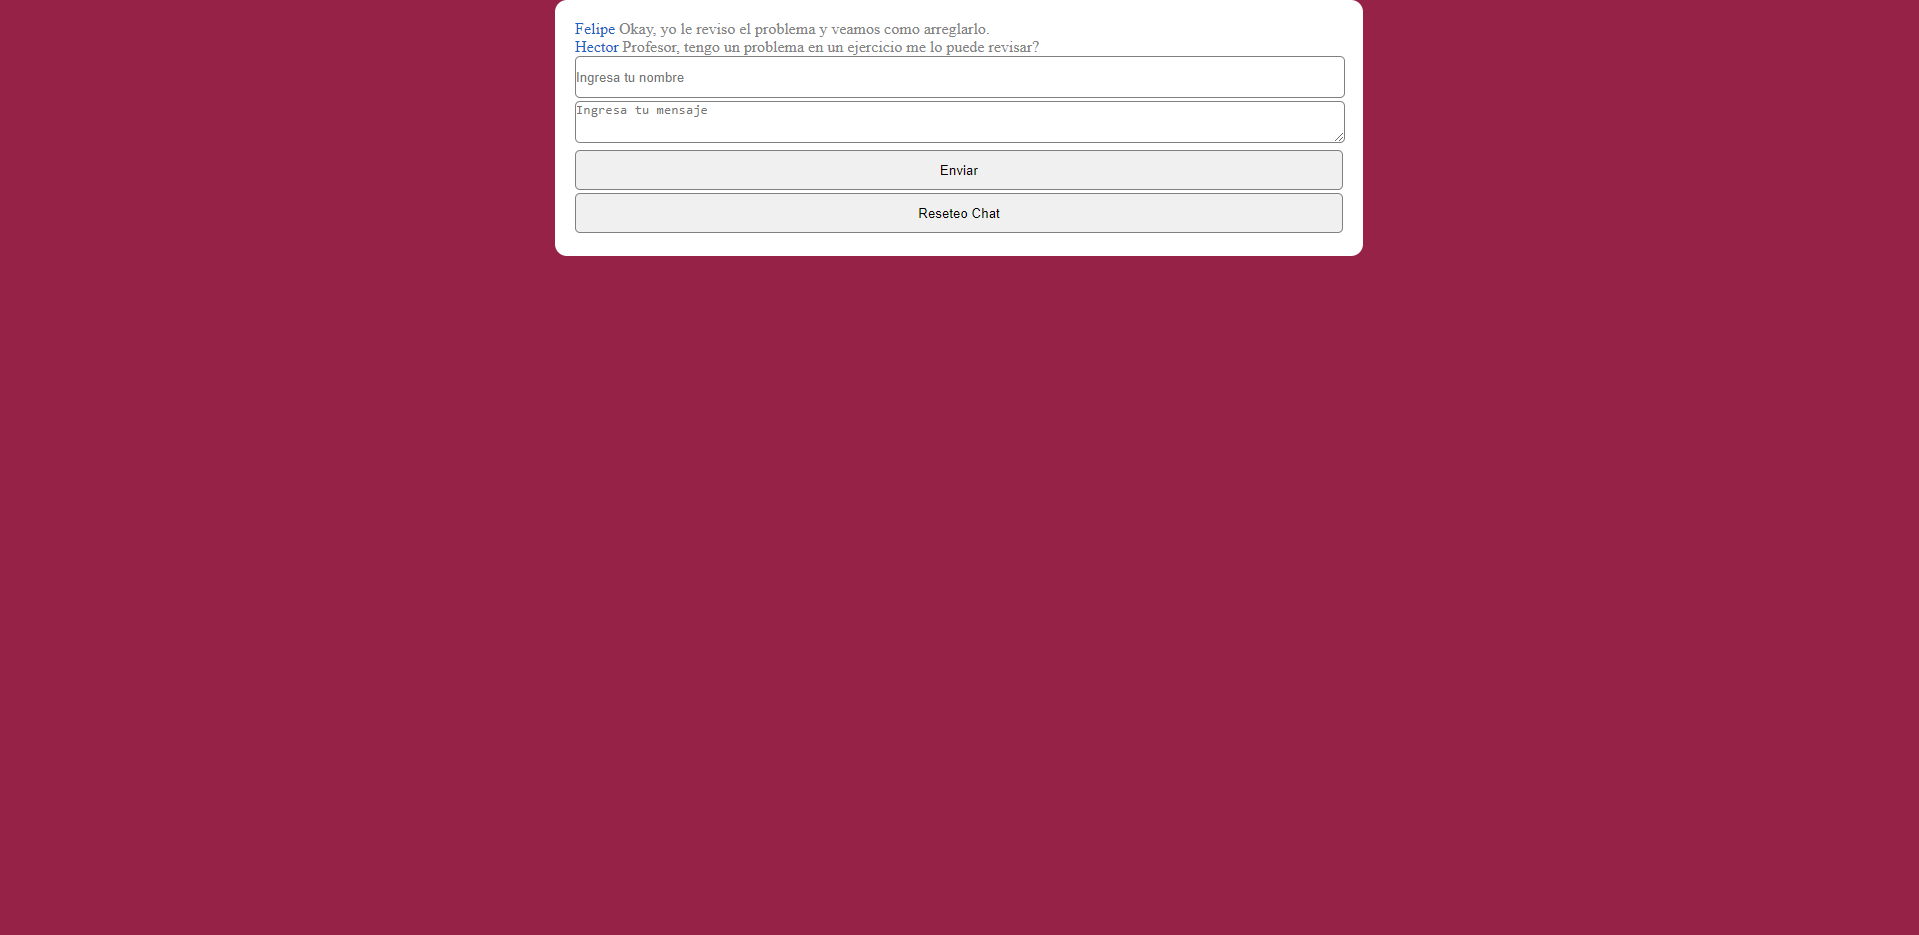 Felipe Okay, yo le reviso el problema y veamos como arreglarlo.
Hector Profesor, tengo un problema en un ejercicio me lo puede revisar?
Ingresa tu nombre
Ingresa tu mensaje
Enviar
Reseteo Chat